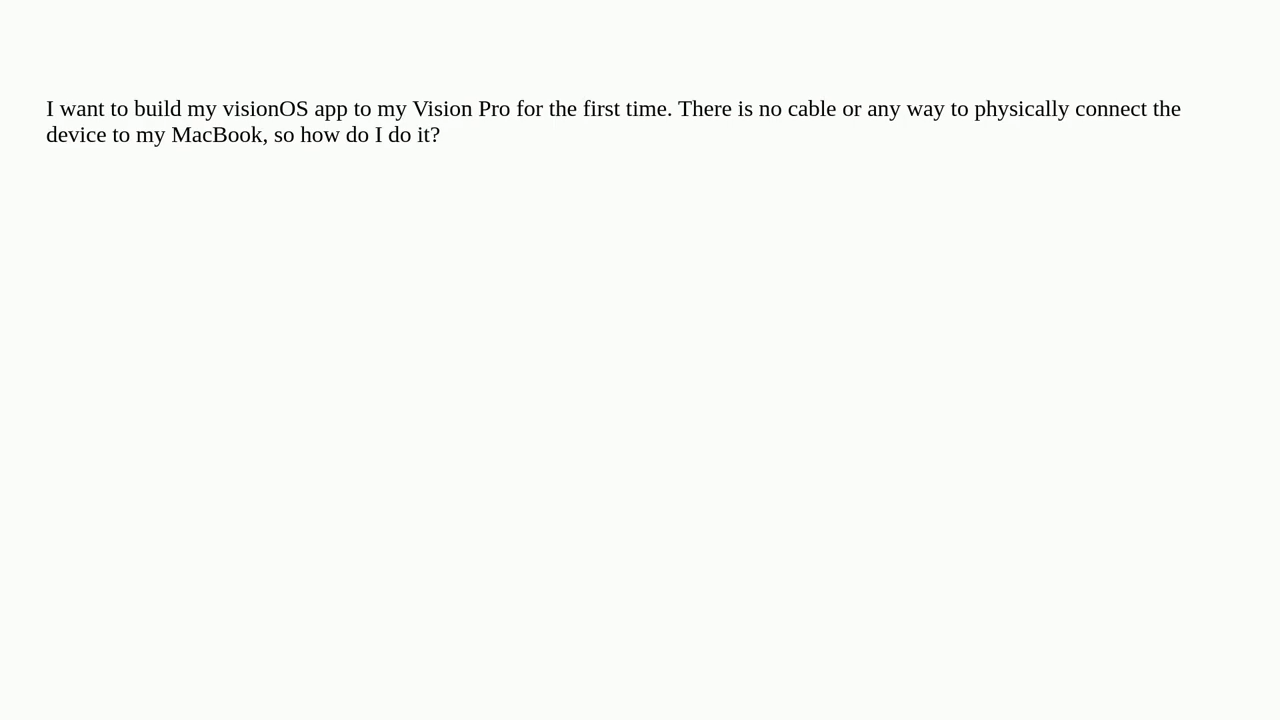 I want to build my visionOS app to my Vision Pro for the first time. There is no cable or any way to physically connect the
device to my MacBook, so how do I do it?